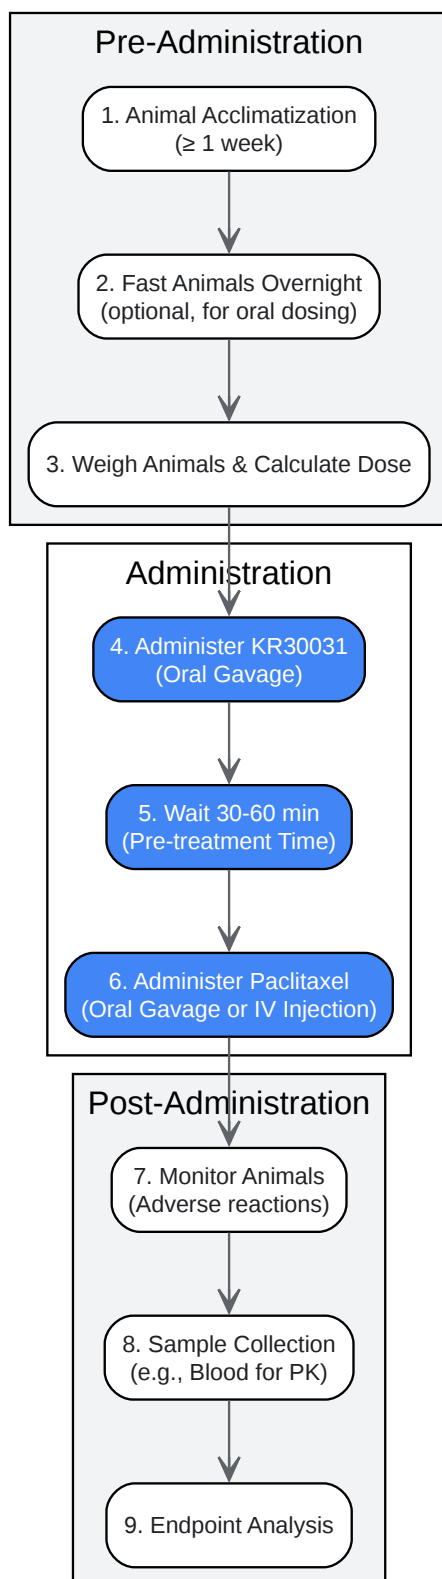 Pre-Administration
1. Animal Acclimatization
(≥ 1 week)
2. Fast Animals Overnight
(optional, for oral dosing)
3. Weigh Animals & Calculate Dose
Administration
4. Administer KR30031
(Oral Gavage)
5. Wait 30-60 min
(Pre-treatment Time)
6. Administer Paclitaxel
(Oral Gavage or IV Injection)
Post-Administration
7. Monitor Animals
(Adverse reactions)
8. Sample Collection
(e.g., Blood for PK)
9. Endpoint Analysis